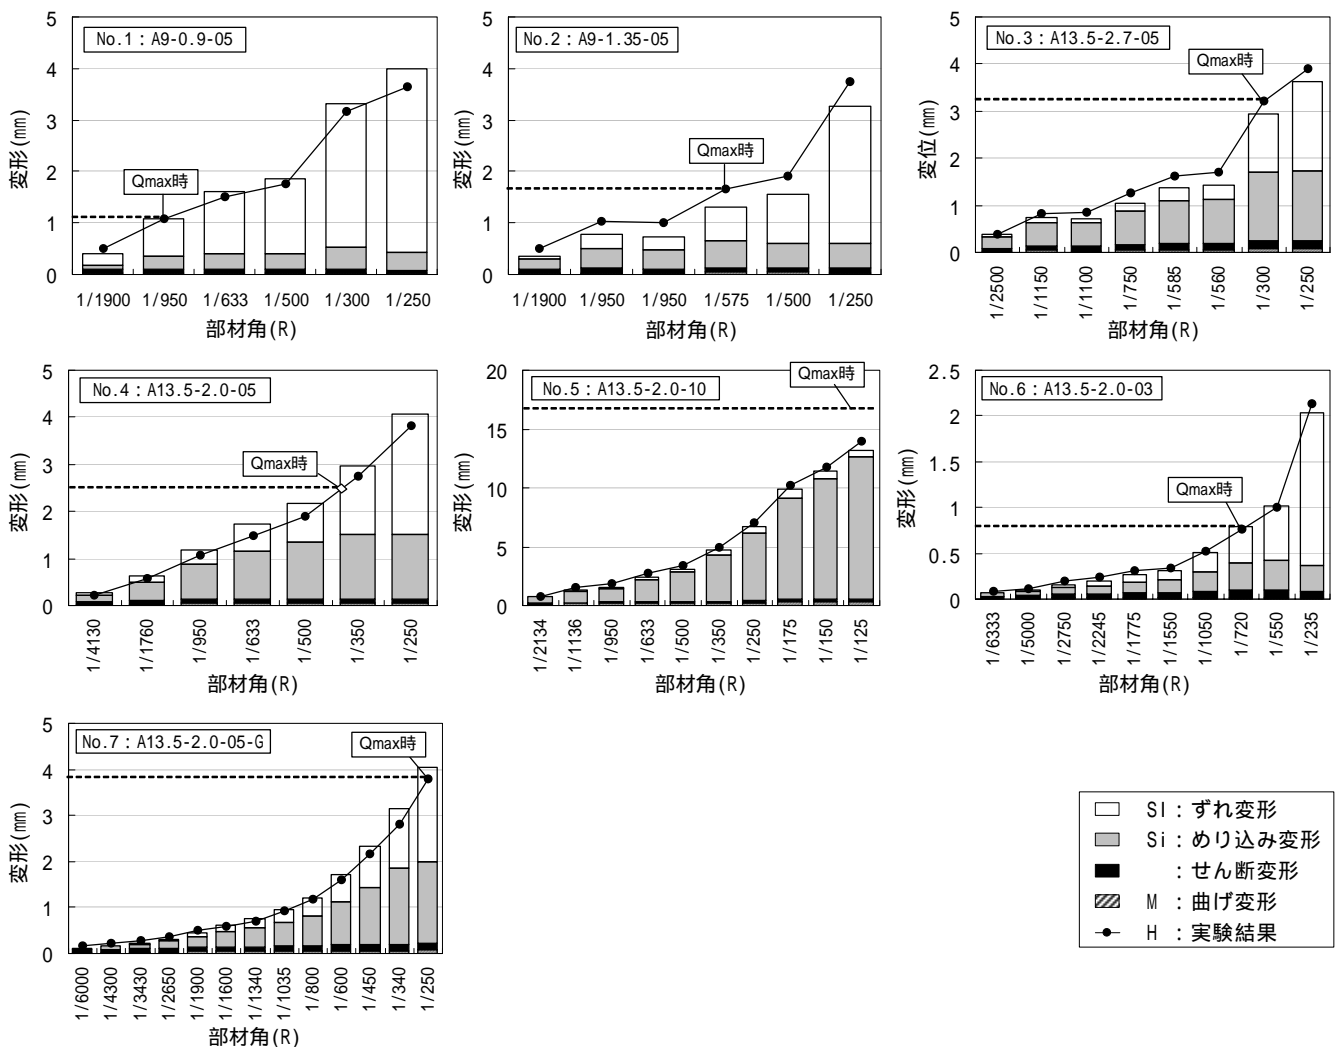 No.1：A9-0.9-05
変形(㎜)
5
4
3
2
1
0
Qmax時
1/1900 1/950 1/633 1/500 1/300 1/250
部材角(R)
No.2：A9-1.35-05
変形(㎜)
5
4
3
2
1
0
Qmax時
1/1900 1/950 1/950 1/575 1/500 1/250
部材角(R)
No.3：A13.5-2.7-05
変位(㎜)
5
4
3
2
1
0
Qmax時
1/2500 1/1150 1/1100 1/750 1/585 1/560 1/300 1/250
部材角(R)
No.4：A13.5-2.0-05
変形(㎜)
5
4
3
2
1
0
Qmax時
1/4130 1/1760 1/950 1/633 1/500 1/350 1/250
部材角(R)
No.5：A13.5-2.0-10
変形(㎜)
20
15
10
5
0
Qmax時
1/2134 1/1136 1/950 1/633 1/500 1/350 1/250 1/175 1/150 1/125
部材角(R)
No.6：A13.5-2.0-03
変形(㎜)
2.5
2
1.5
1
0.5
0
Qmax時
1/6333 1/5000 1/2750 1/2245 1/1775 1/1550 1/1050 1/720 1/550 1/235
部材角(R)
No.7：A13.5-2.0-05-G
変形(㎜)
5
4
3
2
1
0
Qmax時
1/6000 1/4300 1/3430 1/2650 1/1900 1/1600 1/1340 1/1035 1/800 1/600 1/450 1/340 1/250
部材角(R)
Sl：ずれ変形
Si：めり込み変形
：せん断変形
M ：曲げ変形
H ：実験結果